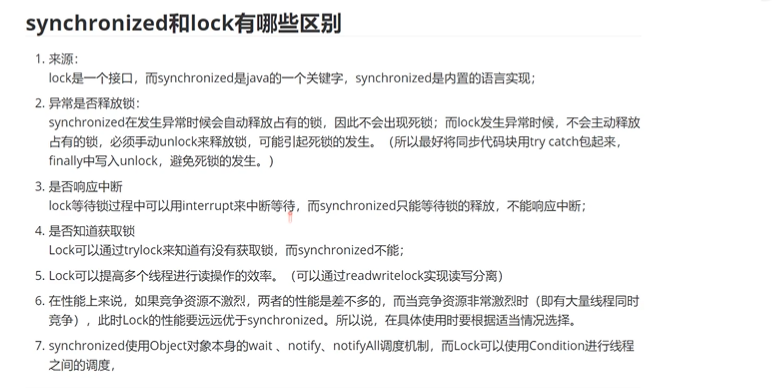 synchronized和lock有哪些区别
1. 来源：
lock是一个接口，而synchronized是java的一个关键字，synchronized是内置的语言实现；
2. 异常是否释放锁：
synchronized在发生异常时候会自动释放占有的锁，因此不会出现死锁；而lock发生异常时候，不会主动释放
占有的锁，必须手动unlock来释放锁，可能引起死锁的发生。（所以最好将同步代码块用try catch包起来，
finally中写入unlock，避免死锁的发生。）
3. 是否响应中断
lock等待锁过程中可以用interrupt来中断等待，而synchronized只能等待锁的释放，不能响应中断；
4. 是否知道获取锁
Lock可以通过trylock来知道有没有获取锁，而synchronized不能；
5. Lock可以提高多个线程进行读操作的效率。（可以通过readwritelock实现读写分离）
6. 在性能上来说，如果竞争资源不激烈，两者的性能是差不多的，而当竞争资源非常激烈时（即有大量线程同时
竞争），此时Lock的性能要远远优于synchronized。所以说，在具体使用时要根据适当情况选择。
7. synchronized使用Object对象本身的wait 、notify、notifyAll调度机制，而Lock可以使用Condition进行线程
之间的调度，